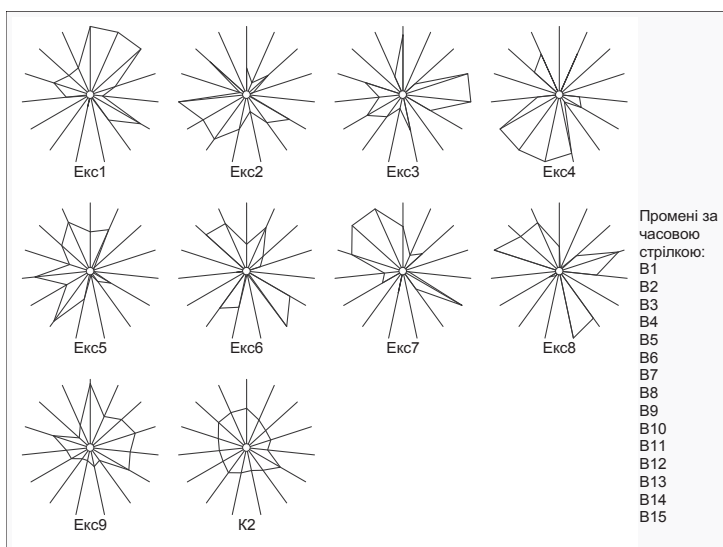 Екс1
Екс2
Екс3
Екс4
Екс5
Екс6
Екс7
Екс8
Екс9
К2
Промені за
часовою
стрілкою:
В1
В2
В3
В4
В5
В6
В7
В8
В9
В10
В11
В12
В13
В14
В15